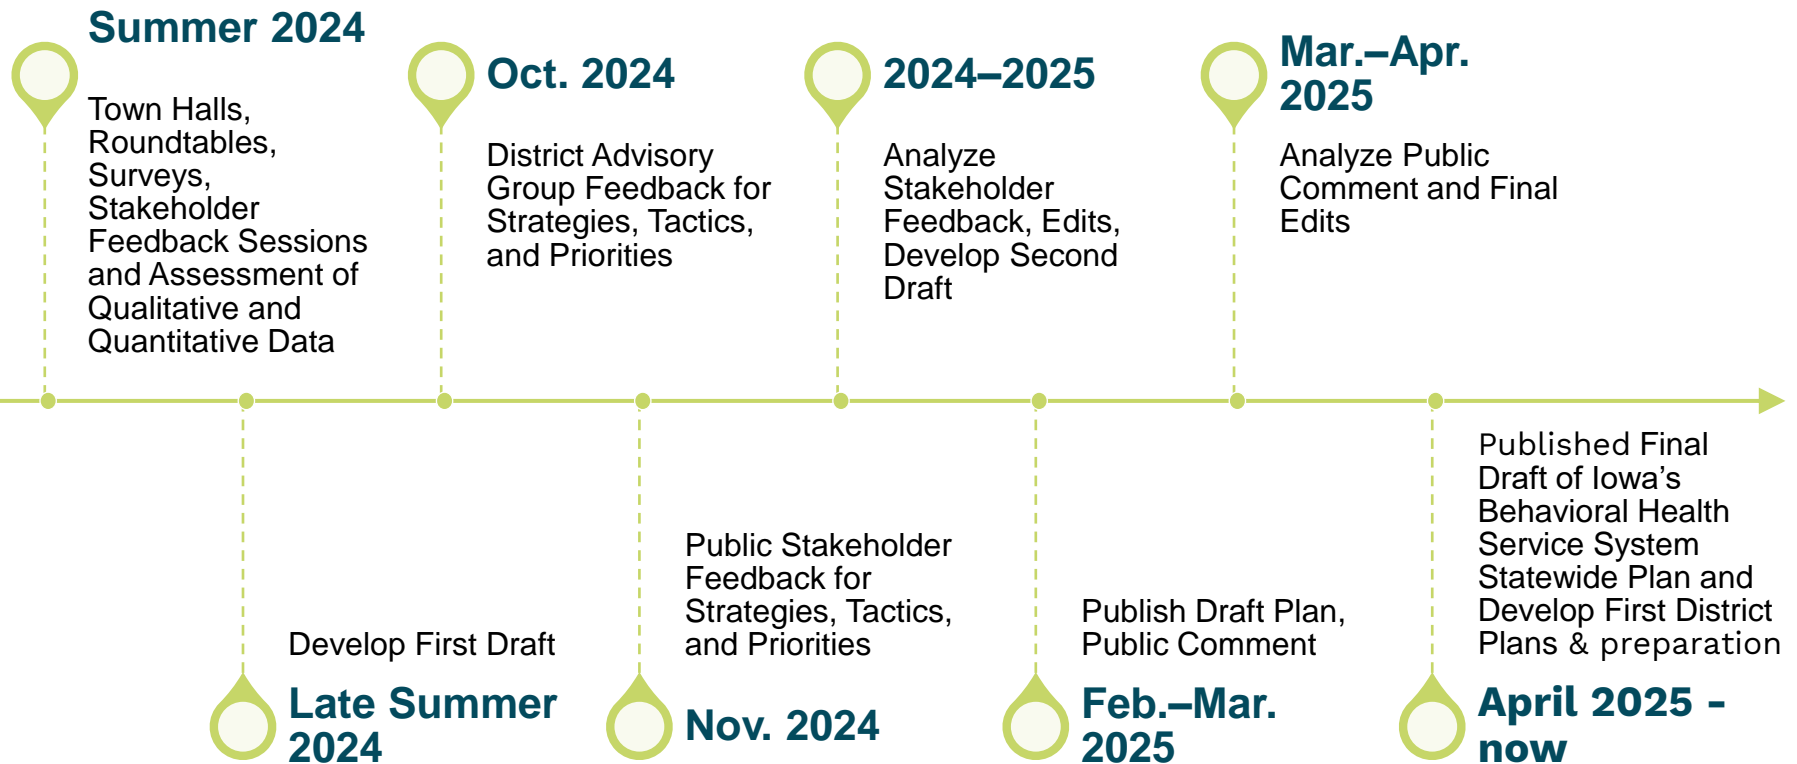 Summer 2024
Town Halls,
Roundtables,
Surveys,
Stakeholder
Feedback Sessions
and Assessment of
Qualitative and
Quantitative Data
Develop First Draft
Late Summer
2024
Oct. 2024
District Advisory
Group Feedback for
Strategies, Tactics,
and Priorities
Public Stakeholder
Feedback for
Strategies, Tactics,
and Priorities
Nov. 2024
2024–2025
Analyze
Stakeholder
Feedback, Edits,
Develop Second
Draft
Publish Draft Plan,
Public Comment
Feb.–Mar.
2025
Mar.–Apr.
2025
Analyze Public
Comment and Final
Edits
Published Final
Draft of Iowa’s
Behavioral Health
Service System
Statewide Plan and
Develop First District
Plans & preparation
April 2025 -
now